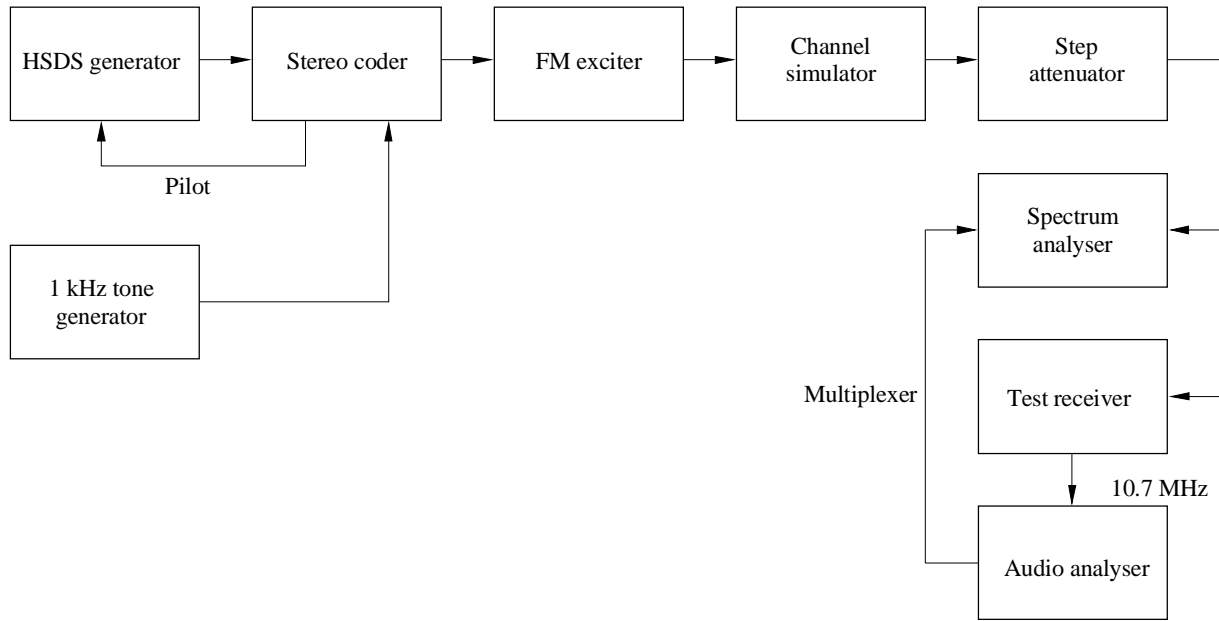 HSDS generator
Stereo coder
FM exciter
Channel
simulator
Step
attenuator
Pilot
Spectrum
analyser
1 kHz tone
generator
Multiplexer
Test receiver
10.7 MHz
Audio analyser